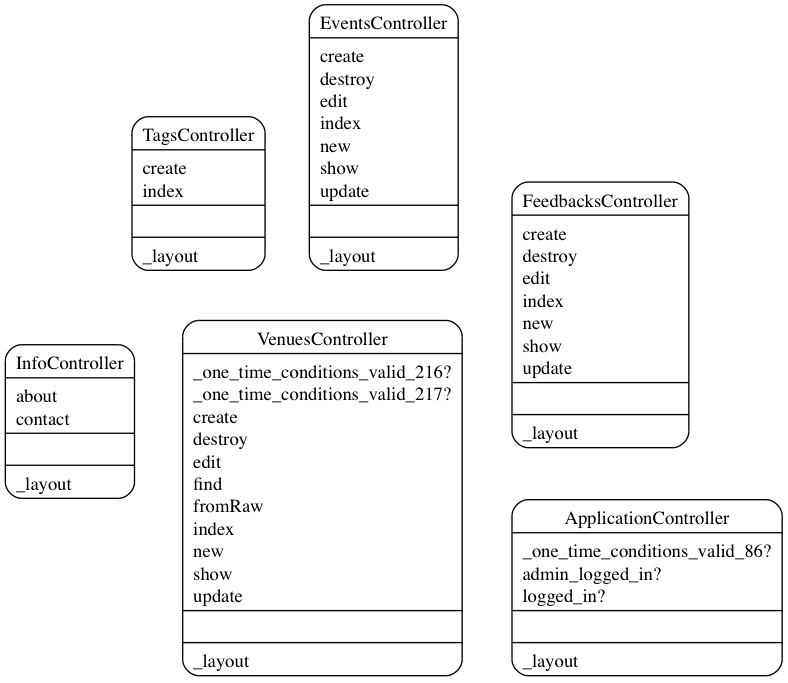 EventsController
create
destroy
edit
index
new
show
update
_layout
TagsController
create
index
_layout
FeedbacksController
create
destroy
edit
index
new
show
update
_layout
InfoController
about
contact
_layout
VenuesController
_one_time_conditions_valid_216?
_one_time_conditions_valid_217?
create
destroy
edit
find
fromRaw
index
new
show
update
_layout
ApplicationController
_one_time_conditions_valid_86?
admin_logged_in?
logged_in?
_layout